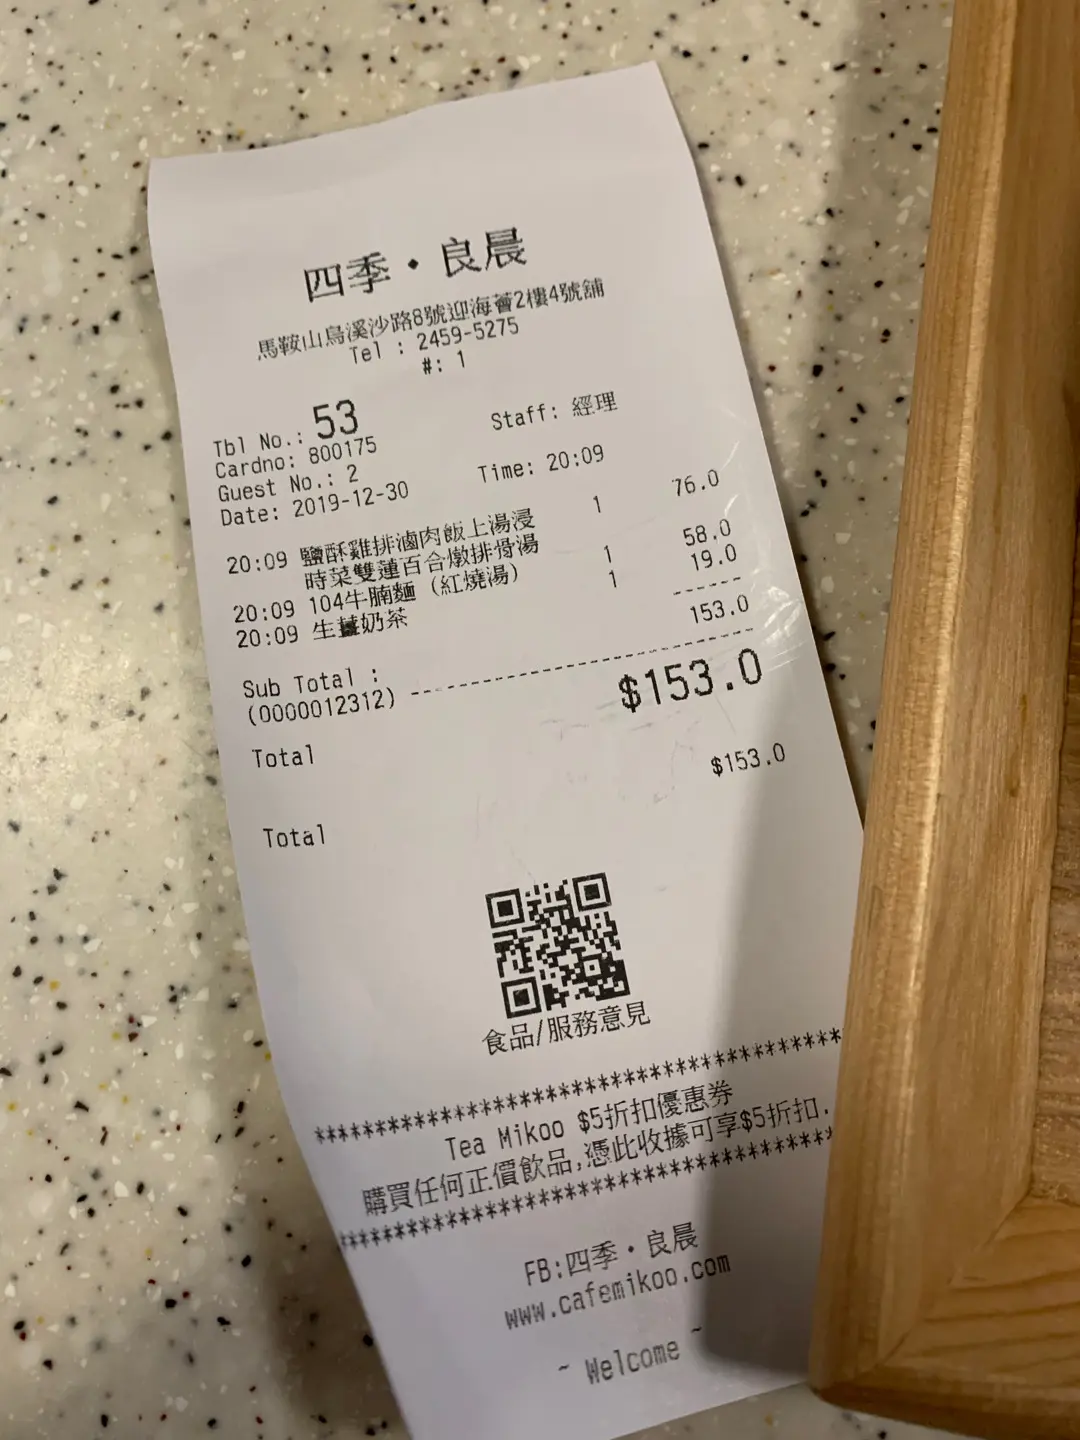 四季·良晨
馬鞍山烏溪沙路8號迎海薈2樓4號舖
Tel : 2459-5275
#: 1
Tbl No.: 53 Staff: 經理
Cardno: 800175
Guest No.: 2
Date: 2019-12-30 Time: 20:09
20:09 鹽酥雞排滷肉飯上湯浸 1 76.0
時菜雙蓮百合燉排骨湯
20:09 104牛腩麵 (紅燒湯) 1 58.0
20:09 生薑奶茶 1 19.0
Sub Total : 153.0
(0000012312)
Total $153.0
Total $153.0
食品/服務意見
Tea Mikoo $5折扣優惠券
購買任何正價飲品,憑此收據可享$5折扣.
FB:四季·良晨
www.cafemikoo.com
~ Welcome ~